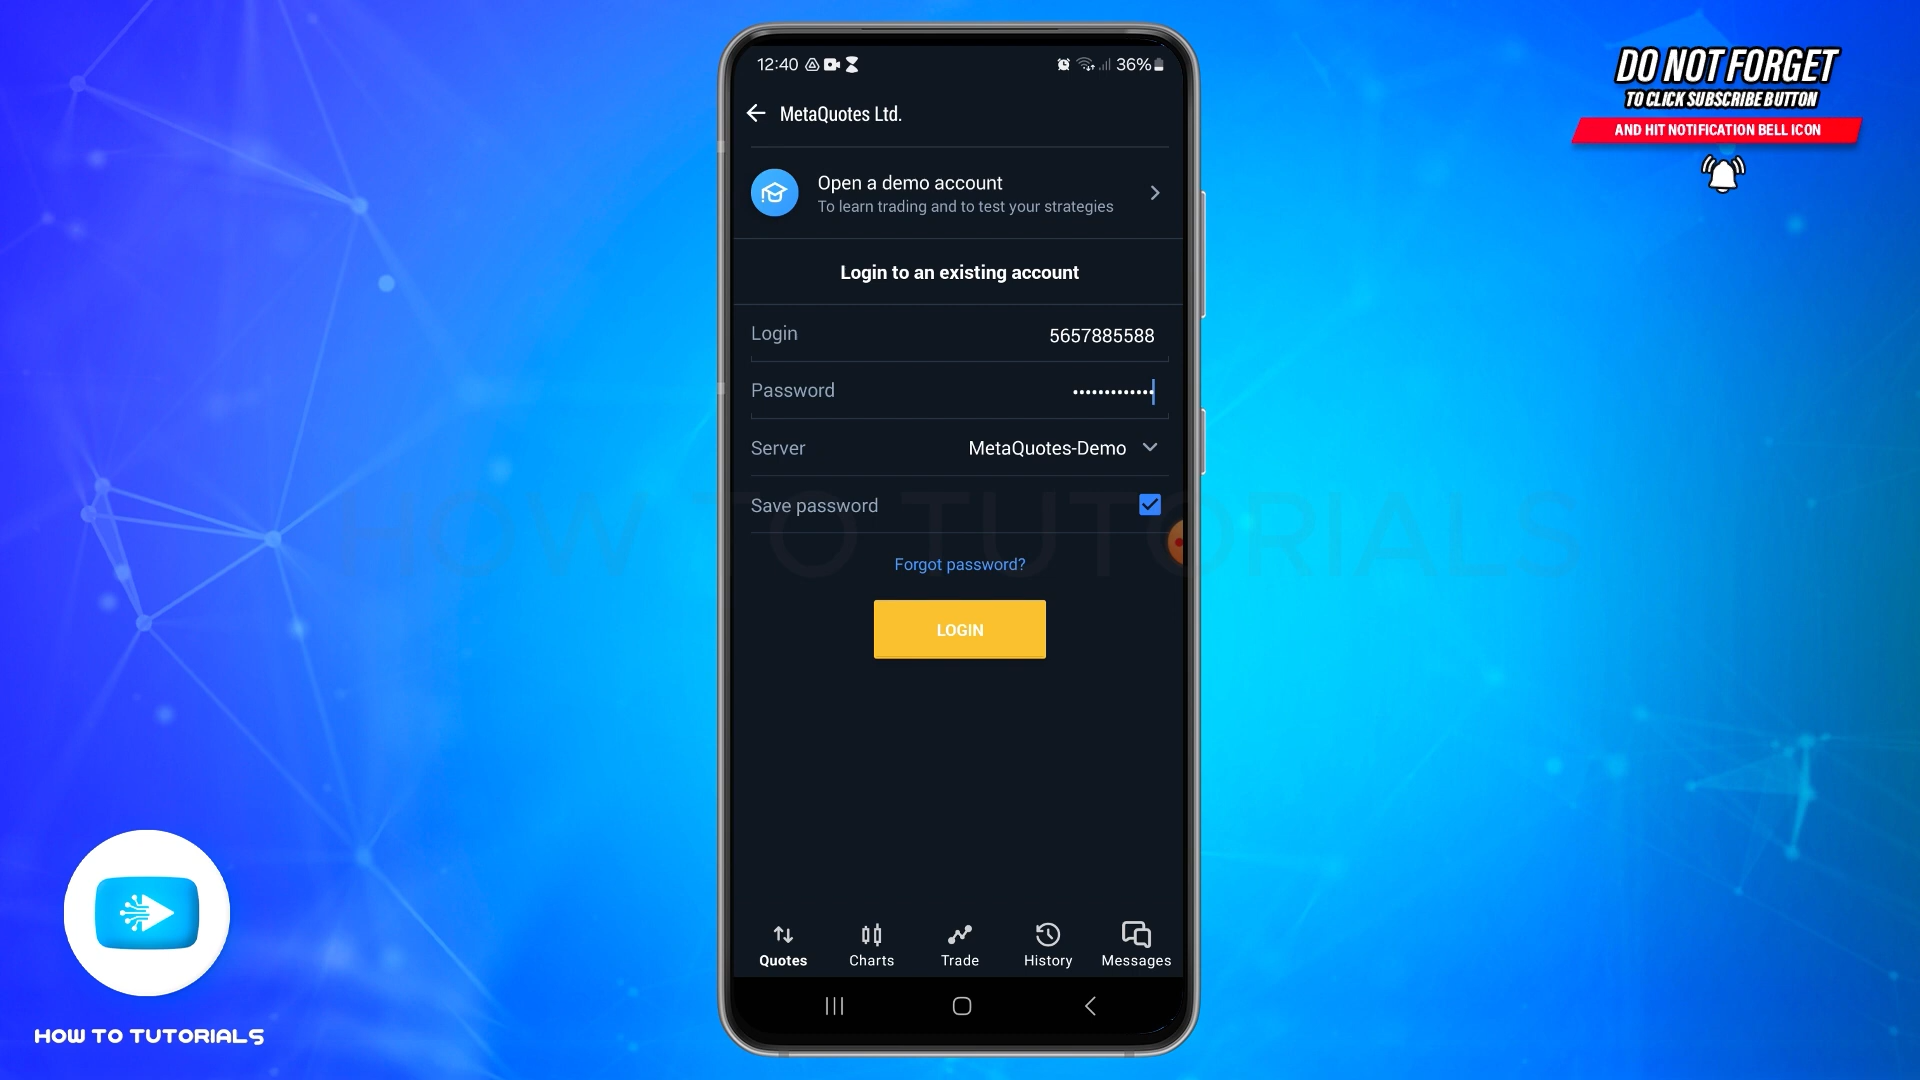 DO NOT FORGET
TO CLICK SUBSCRIBE BUTTON
AND HIT NOTIFICATION BELL ICON
12:40
36%
MetaQuotes Ltd.
Open a demo account
To learn trading and to test your strategies
Login to an existing account
Login 5657885588
Password
Server MetaQuotes-Demo
Save password
HOW TO TUTORIALS
Forgot password?
LOGIN
Quotes Charts Trade History Messages
HOW TO TUTORIALS